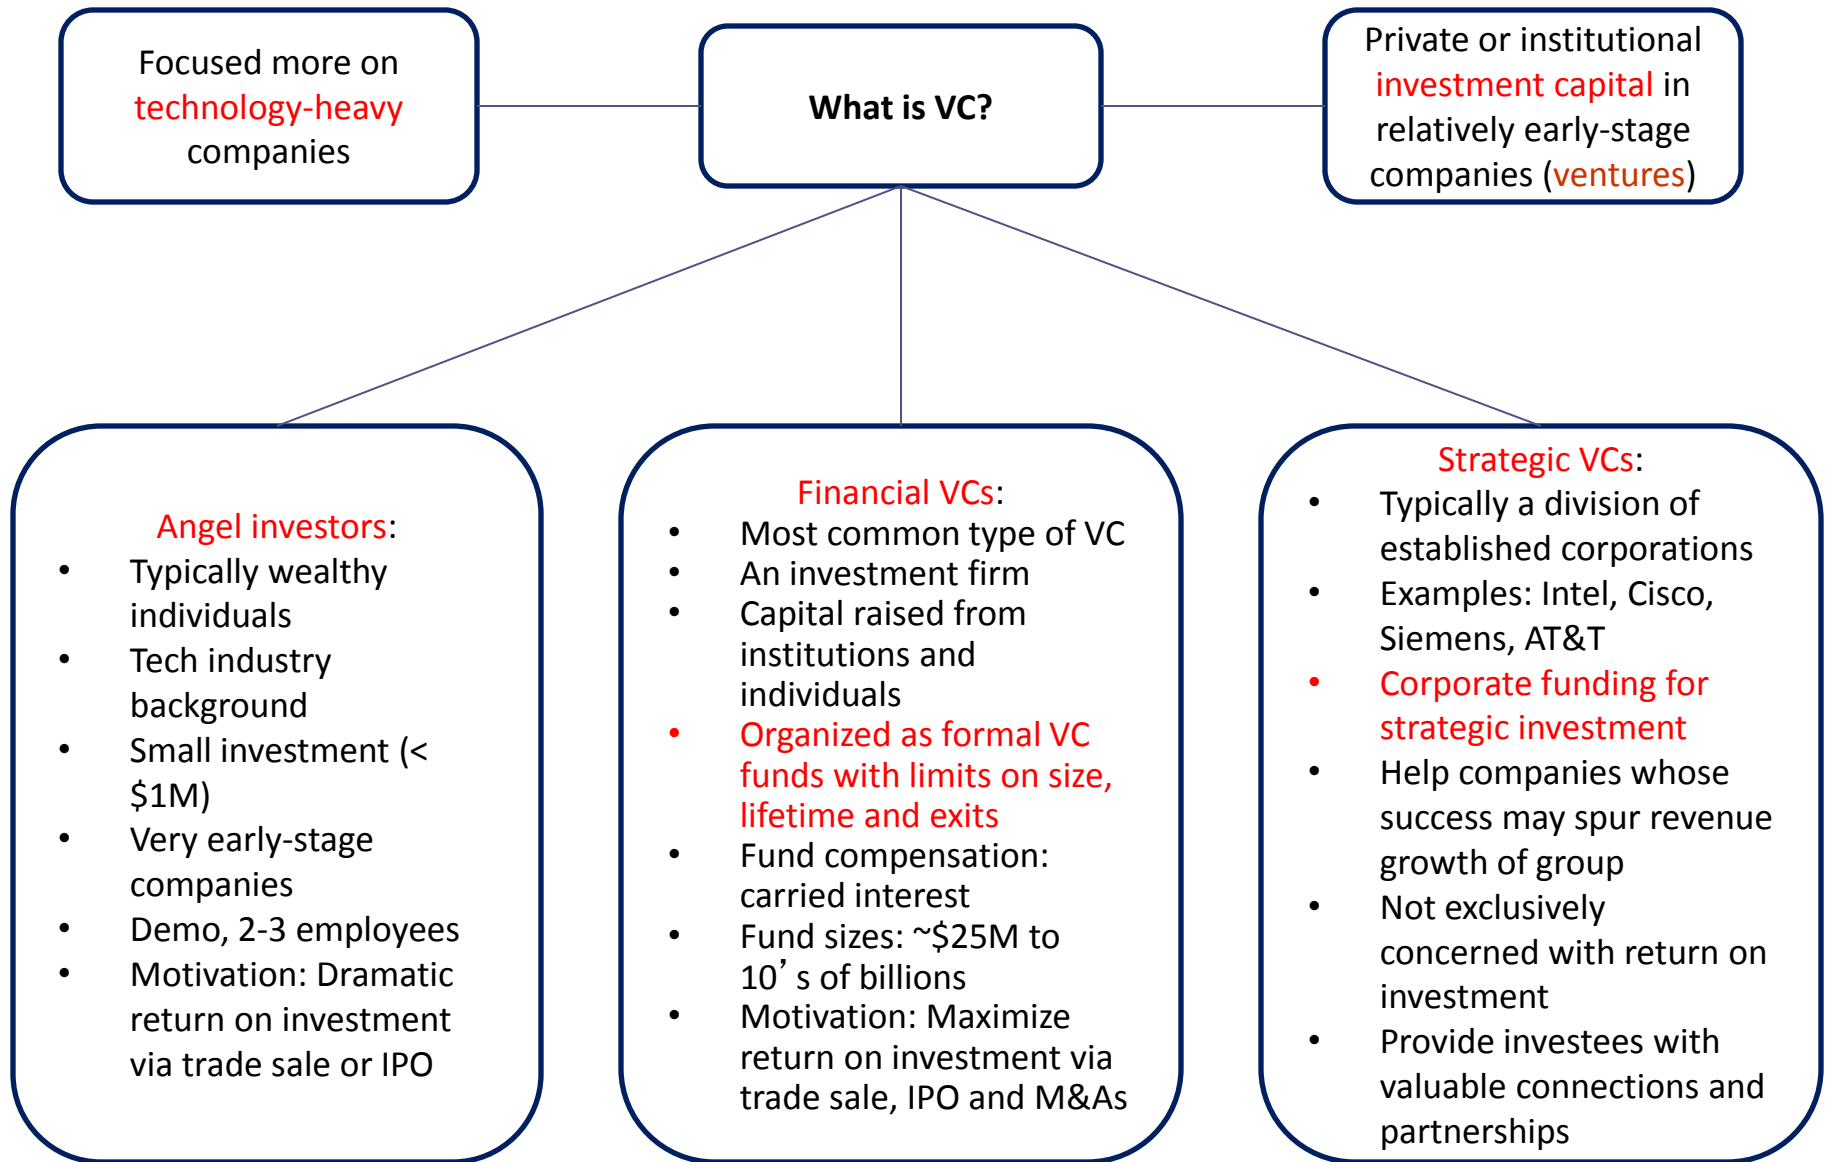 Focused more on
technology-heavy
companies
What is VC?
Private or institutional
investment capital in
relatively early-stage
companies (ventures)
Angel investors:
• Typically wealthy
individuals
• Tech industry
background
• Small investment (<
$1M)
• Very early-stage
companies
• Demo, 2-3 employees
• Motivation: Dramatic
return on investment
via trade sale or IPO
Financial VCs:
• Most common type of VC
• An investment firm
• Capital raised from
institutions and
individuals
• Organized as formal VC
funds with limits on size,
lifetime and exits
• Fund compensation:
carried interest
• Fund sizes: ~$25M to
10’s of billions
• Motivation: Maximize
return on investment via
trade sale, IPO and M&As
Strategic VCs:
• Typically a division of
established corporations
• Examples: Intel, Cisco,
Siemens, AT&T
• Corporate funding for
strategic investment
• Help companies whose
success may spur revenue
growth of group
• Not exclusively
concerned with return on
investment
• Provide investees with
valuable connections and
partnerships